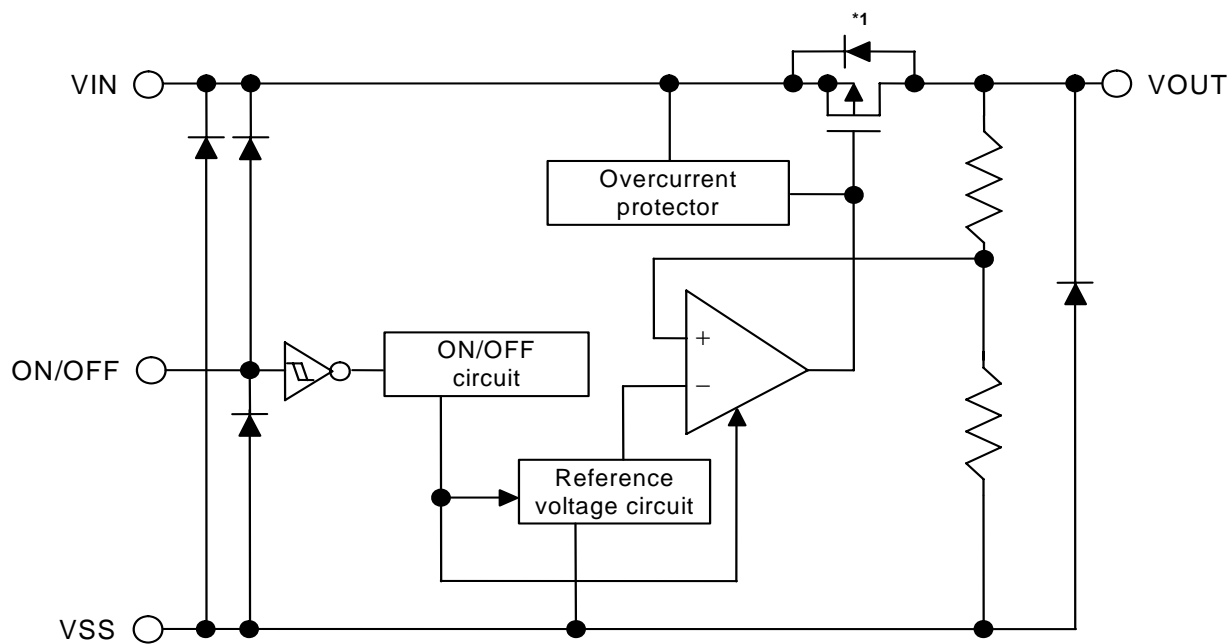 *1
VIN
VOUT
Overcurrent
protector
+
−
ON/OFF
ON/OFF
circuit
Reference
voltage circuit
VSS